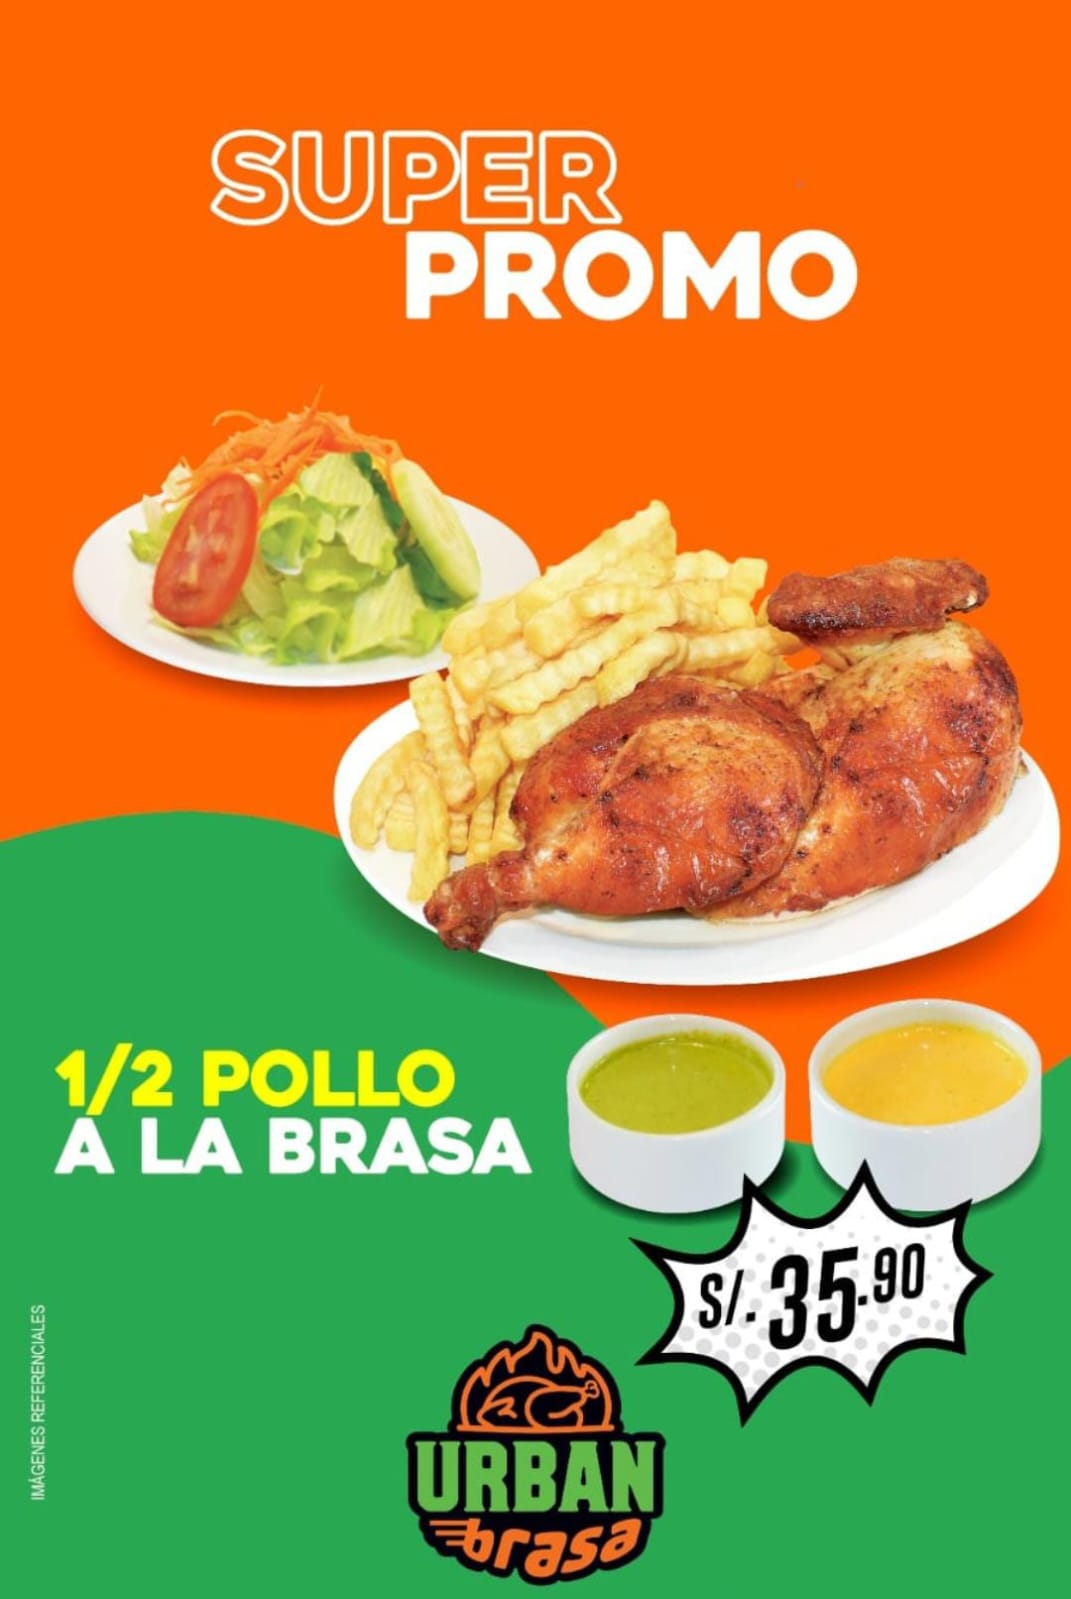 SUPER
PROMO
1/2 POLLO
A LA BRASA
S/. 35.90
IMÁGENES REFERENCIALES
URBAN
brasa